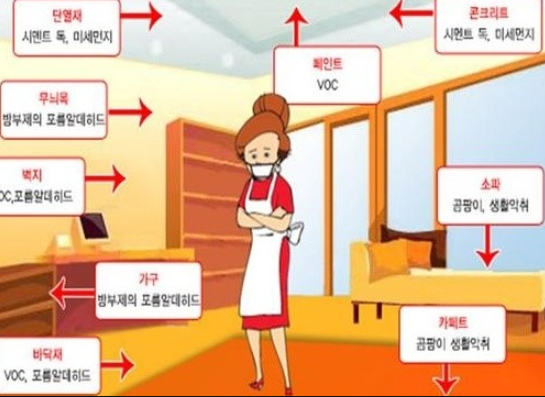 단열재
시멘트 독, 미세먼지
콘크리트
시멘트 독, 미세먼지
페인트
VOC
무늬목
방부제의 포름알데히드
벽지
OC,포름알데히드
소파
곰팡이, 생활악취
가구
방부제의 포름알데히드
카페트
곰팡이 생활악취
바닥재
VOC, 포름알데히드